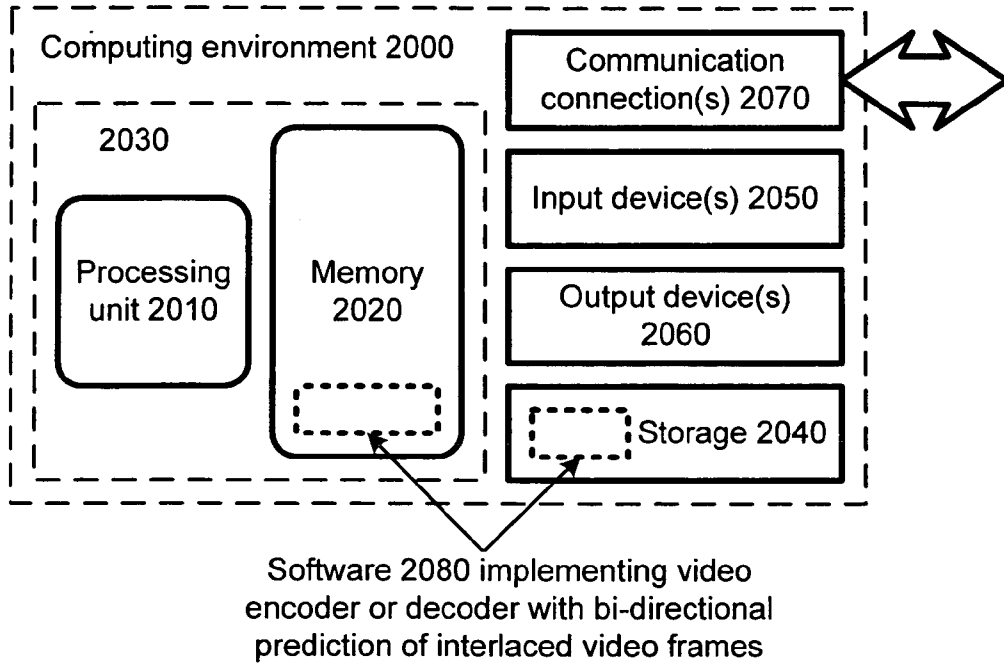 Computing environment 2000
2030
Processing
unit 2010
Memory
2020
Communication
connection(s) 2070
Input device(s) 2050
Output device(s)
2060
Storage 2040
Software 2080 implementing video
encoder or decoder with bi-directional
prediction of interlaced video frames